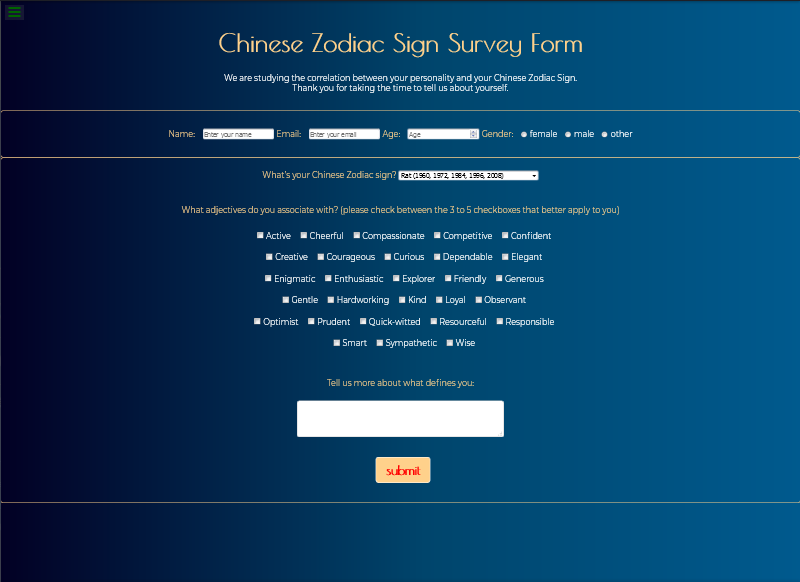 Chinese Zodiac Sign Survey Form
We are studying the correlation between your personality and your Chinese Zodiac Sign.
Thank you for taking the time to tell us about yourself.
Name: Enter your name Email: Enter your email Age: Age Gender: female male other
What's your Chinese Zodiac sign? Rat (1960, 1972, 1984, 1996, 2008)
What adjectives do you associate with? (please check between the 3 to 5 checkboxes that better apply to you)
Active Cheerful Compassionate Competitive Confident
Creative Courageous Curious Dependable Elegant
Enigmatic Enthusiastic Explorer Friendly Generous
Gentle Hardworking Kind Loyal Observant
Optimist Prudent Quick-witted Resourceful Responsible
Smart Sympathetic Wise
Tell us more about what defines you:
submit